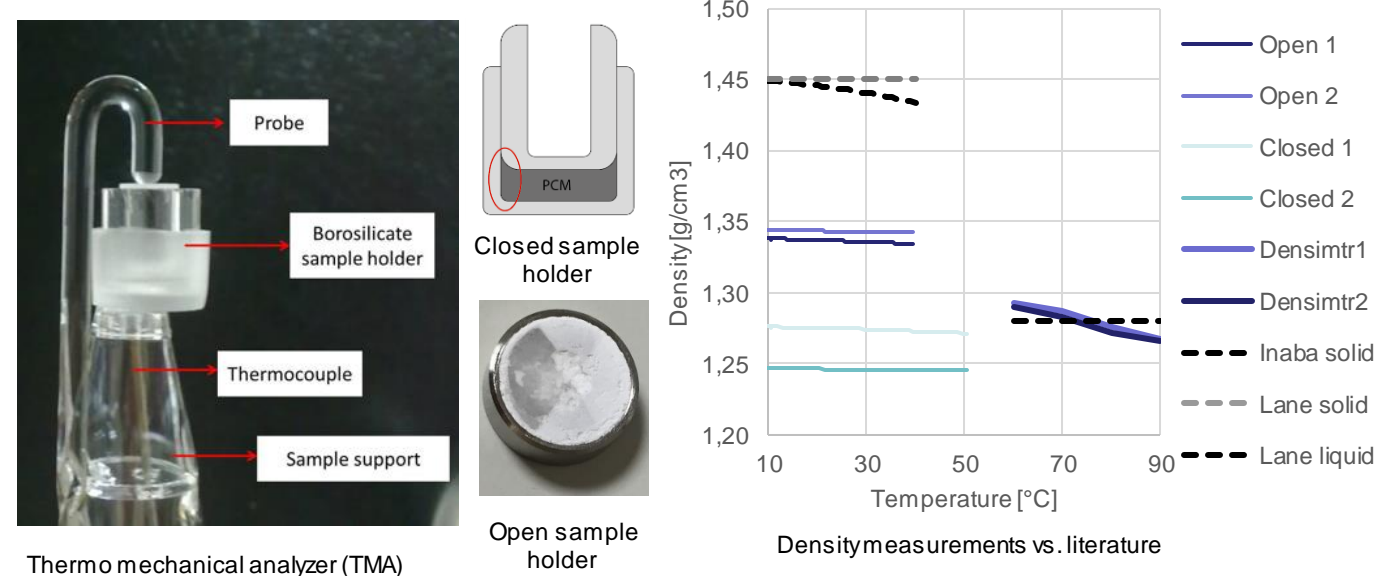 Probe
Borosilicate
sample holder
Thermocouple
Sample support
Thermo mechanical analyzer (TMA)
PCM
Closed sample
holder
Open sample
holder
1,50
1,45
1,40
1,35
1,30
1,25
1,20
Density [g/cm3]
10 30 50 70 90
Temperature [°C]
Open 1
Open 2
Closed 1
Closed 2
Densimtr1
Densimtr2
Inaba solid
Lane solid
Lane liquid
Density measurements vs. literature